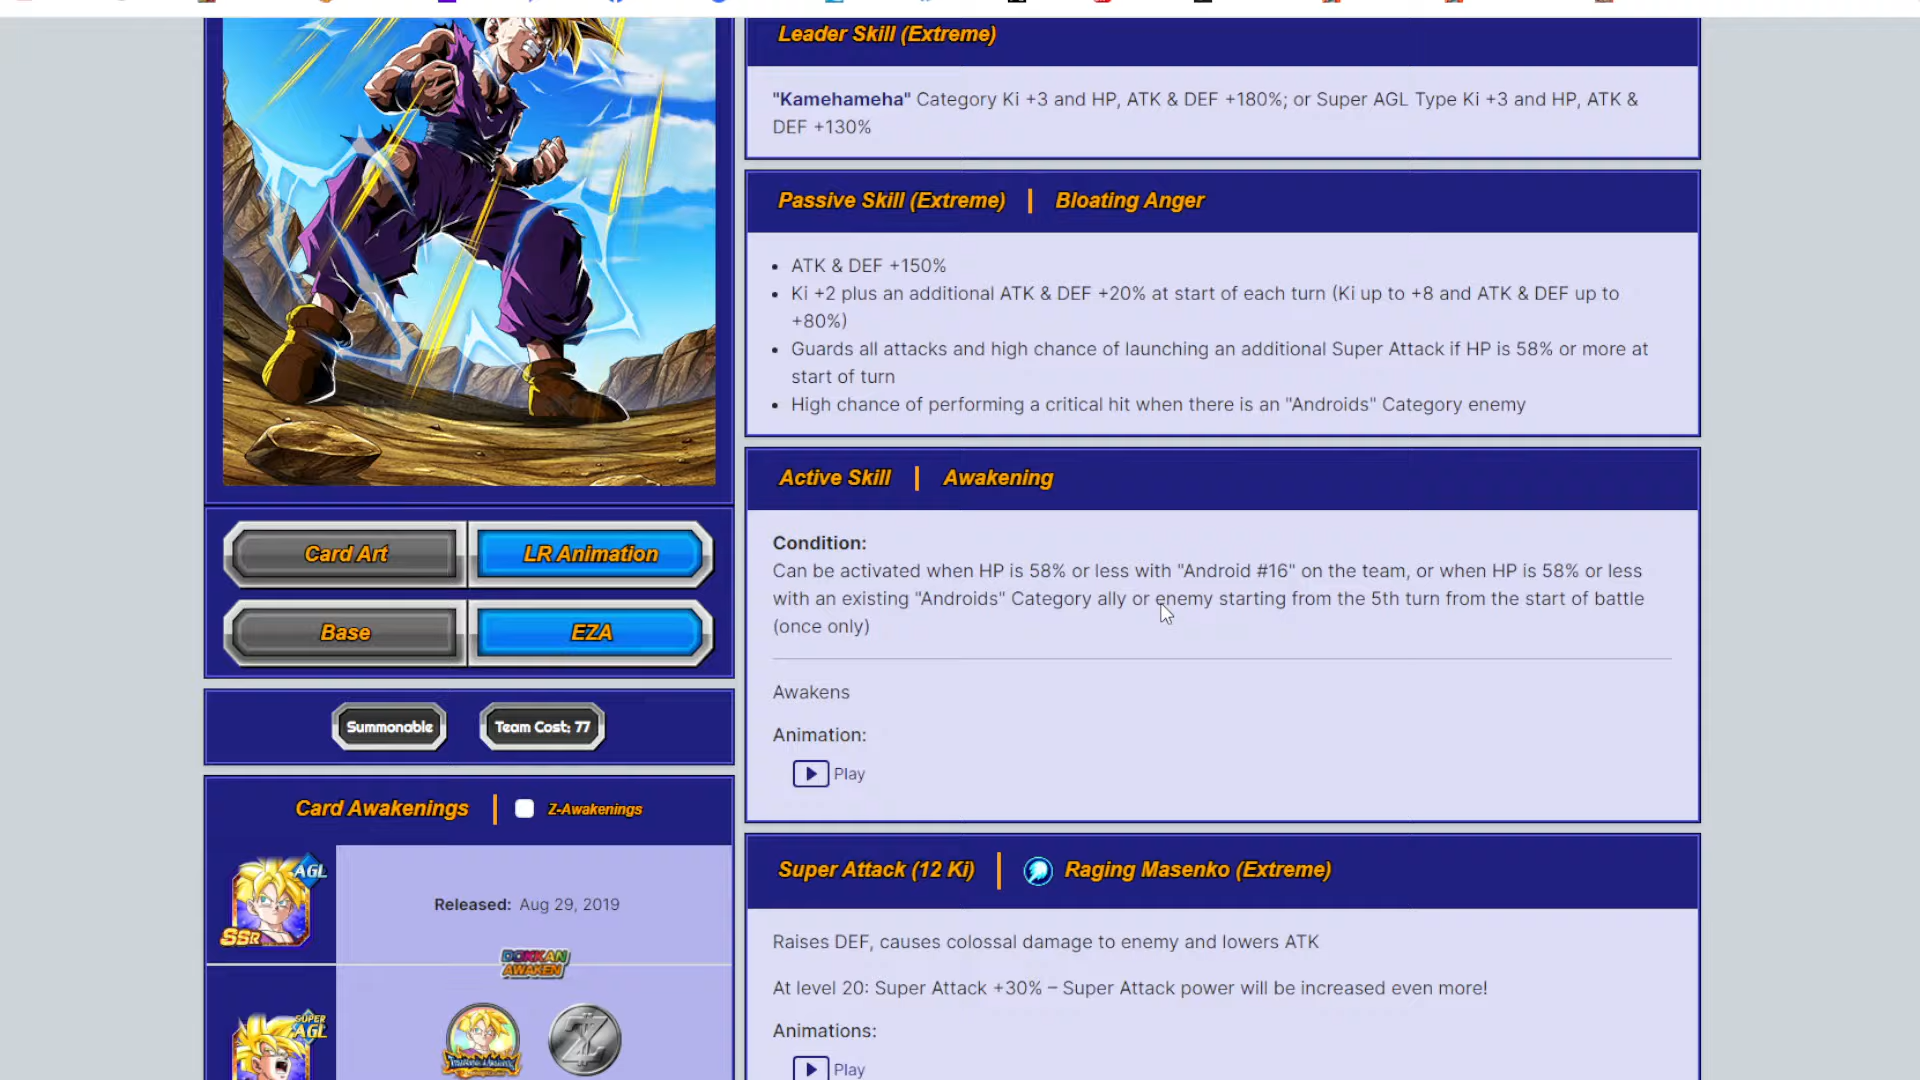 Leader Skill (Extreme)
"Kamehameha" Category Ki +3 and HP, ATK & DEF +180%; or Super AGL Type Ki +3 and HP, ATK &
DEF +130%
Passive Skill (Extreme) | Bloating Anger
• ATK & DEF +150%
• Ki +2 plus an additional ATK & DEF +20% at start of each turn (Ki up to +8 and ATK & DEF up to
+80%)
• Guards all attacks and high chance of launching an additional Super Attack if HP is 58% or more at
start of turn
• High chance of performing a critical hit when there is an "Androids" Category enemy
Active Skill | Awakening
Condition:
Can be activated when HP is 58% or less with "Android #16" on the team, or when HP is 58% or less
with an existing "Androids" Category ally or enemy starting from the 5th turn from the start of battle
(once only)
Awakens
Animation:
Play
Super Attack (12 Ki) | Raging Masenko (Extreme)
Raises DEF, causes colossal damage to enemy and lowers ATK
At level 20: Super Attack +30% – Super Attack power will be increased even more!
Animations:
Play
Card Art
LR Animation
Base
EZA
Summonable
Team Cost: 77
Card Awakenings | Z-Awakenings
AGL
SSR
Released: Aug 29, 2019
DOKKAN
AWAKEN
SUPER
AGL